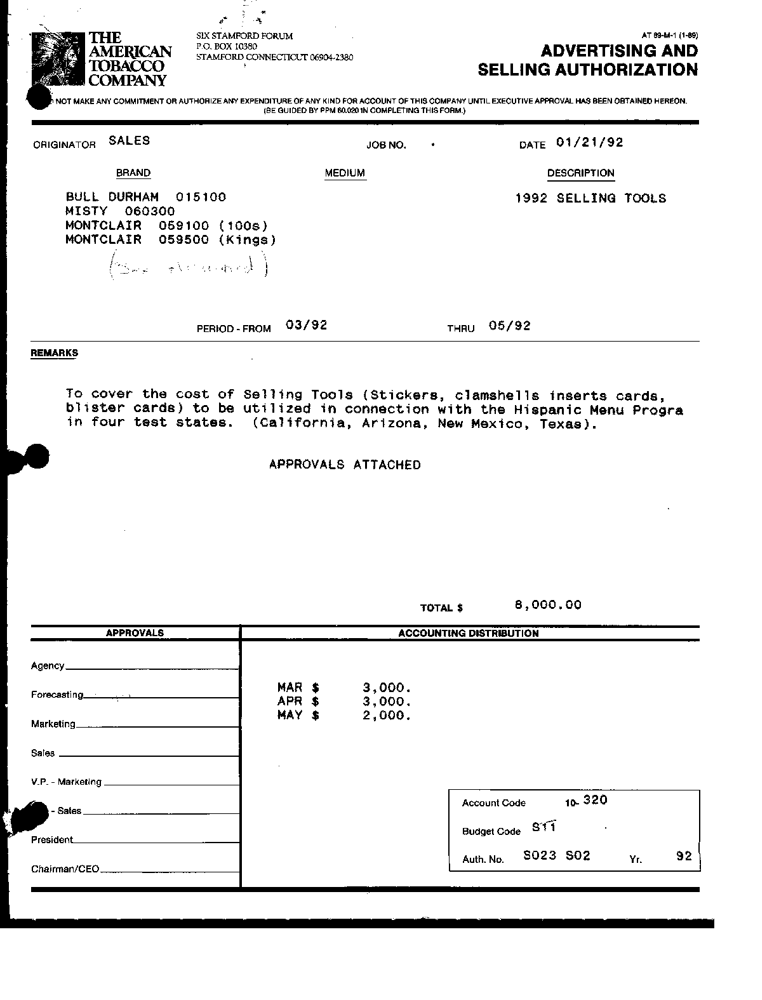 THE
AMERICAN
TOBACCO
COMPANY
SIX STAMFORD FORUM
P.O. BOX 10380
STAMFORD CONNECTICUT 06904-2380
AT 89-M-1 (1-89)
ADVERTISING AND
SELLING AUTHORIZATION
NOT MAKE ANY COMMITMENT OR AUTHORIZE ANY EXPENDITURE OF ANY KIND FOR ACCOUNT OF THIS COMPANY UNTIL EXECUTIVE APPROVAL HAS BEEN OBTAINED HEREON.
(BE GUIDED BY PPM 60.020 IN COMPLETING THIS FORM.)
ORIGINATOR SALES JOB NO. DATE 01/21/92
BRAND MEDIUM DESCRIPTION
BULL DURHAM 015100 1992 SELLING TOOLS
MISTY 060300
MONTCLAIR 059100 (100s)
MONTCLAIR 059500 (Kings)
(See attached)
PERIOD - FROM 03/92 THRU 05/92
REMARKS
To cover the cost of Selling Tools (Stickers, clamshells inserts cards,
blister cards) to be utilized in connection with the Hispanic Menu Progra
in four test states. (California, Arizona, New Mexico, Texas).
APPROVALS ATTACHED
TOTAL $ 8,000.00
APPROVALS ACCOUNTING DISTRIBUTION
Agency
Forecasting
Marketing
Sales
V.P. - Marketing
- Sales
President
Chairman/CEO
MAR $ 3,000.
APR $ 3,000.
MAY $ 2,000.
Account Code 10- 320
Budget Code S11
Auth. No. S023 S02 Yr. 92